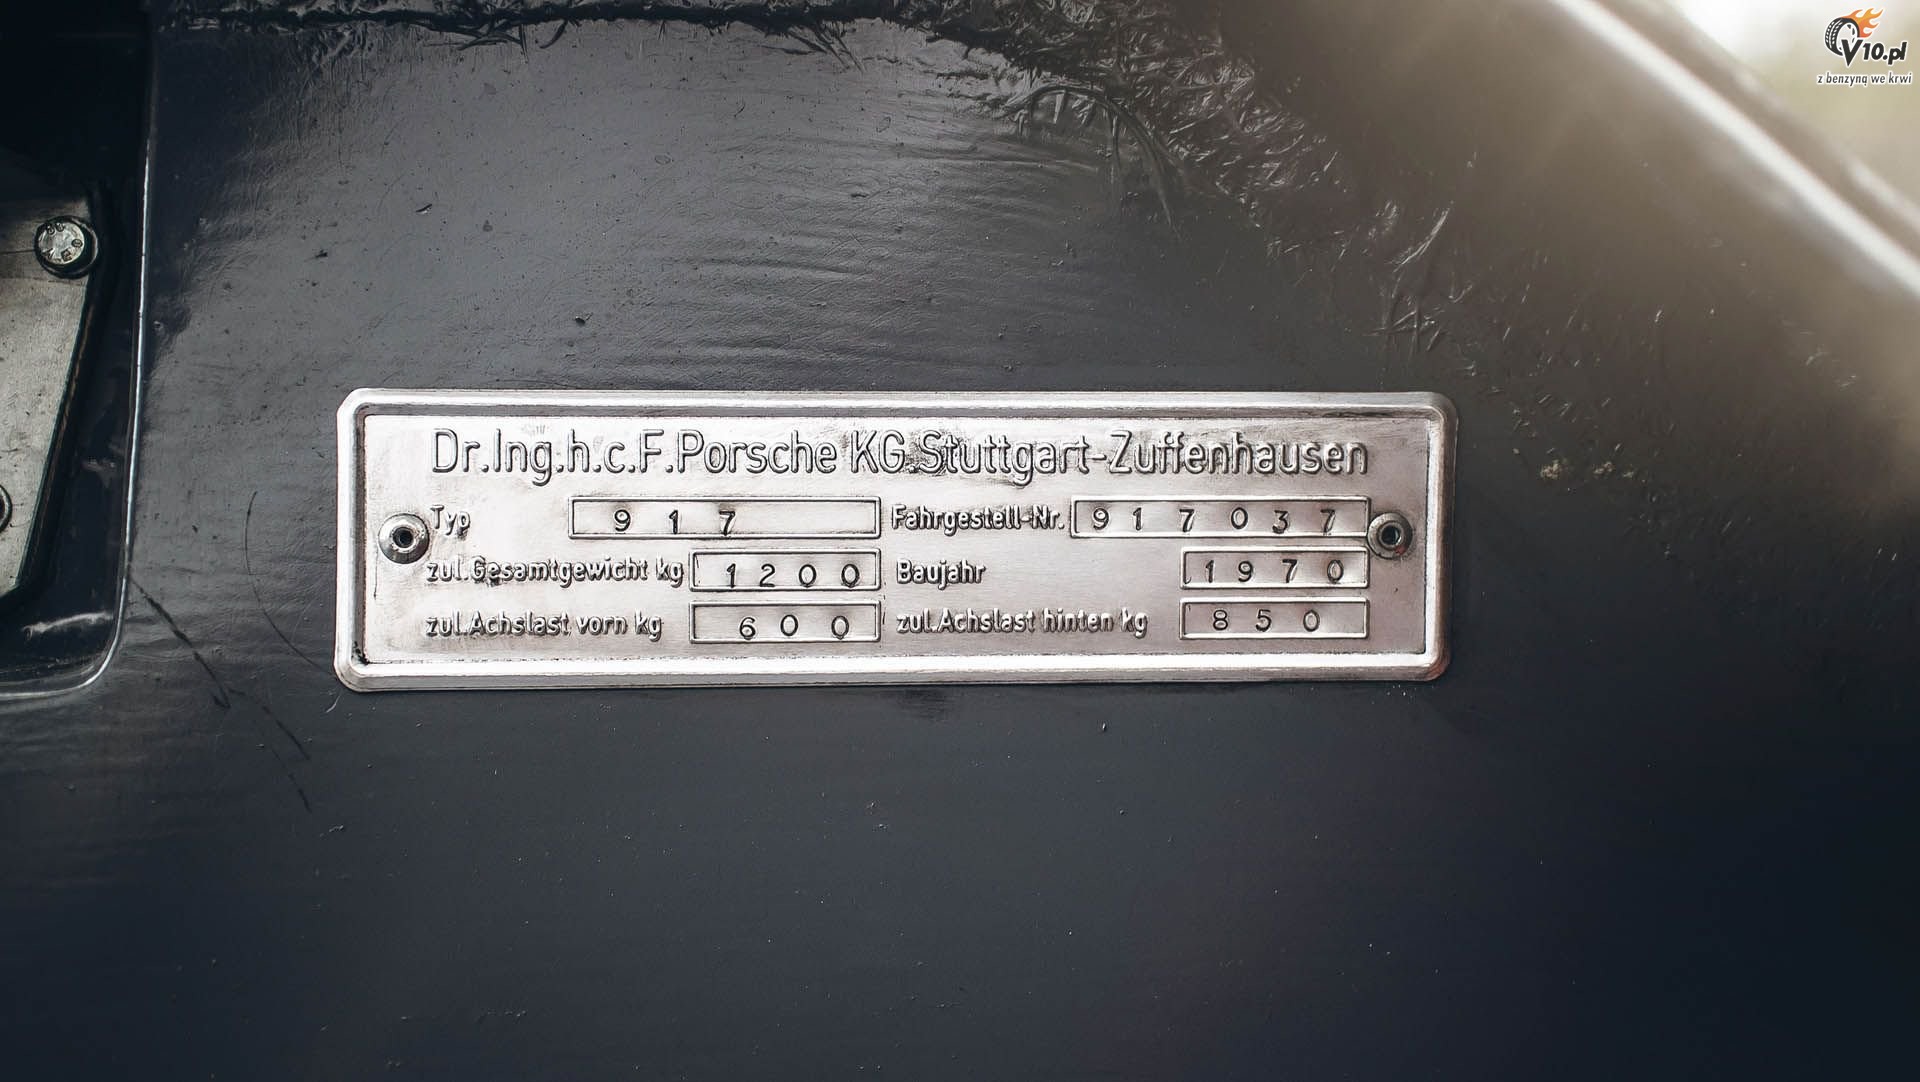 V10.pl
z benzyną we krwi
Dr.Ing.h.c.F.Porsche KG.Stuttgart-Zuffenhausen
Typ 917 Fahrgestell-Nr. 917037
zul.Gesamtgewicht kg 1200 Baujahr 1970
zul.Achslast vorn kg 600 zul.Achslast hinten kg 850